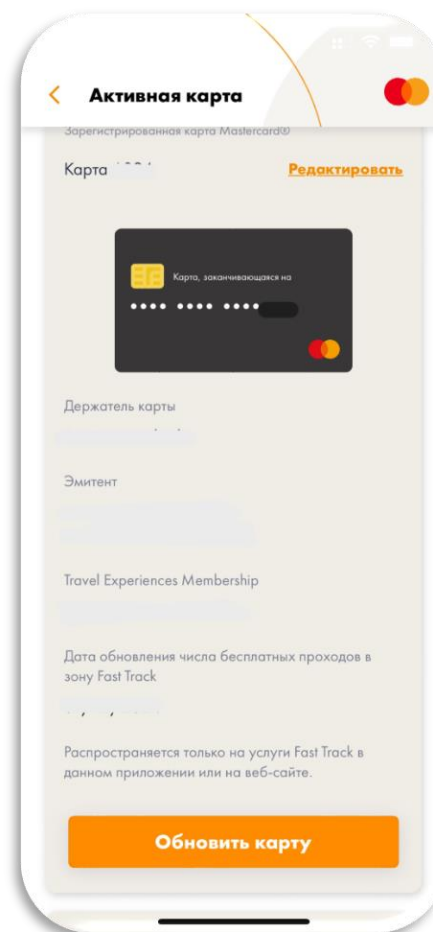 Активная карта
Зарегистрированная карта Mastercard®
Карта
Редактировать
Карта, заканчивающаяся на
Держатель карты
Эмитент
Travel Experiences Membership
Дата обновления числа бесплатных проходов в
зону Fast Track
Распространяется только на услуги Fast Track в
данном приложении или на веб-сайте.
Обновить карту